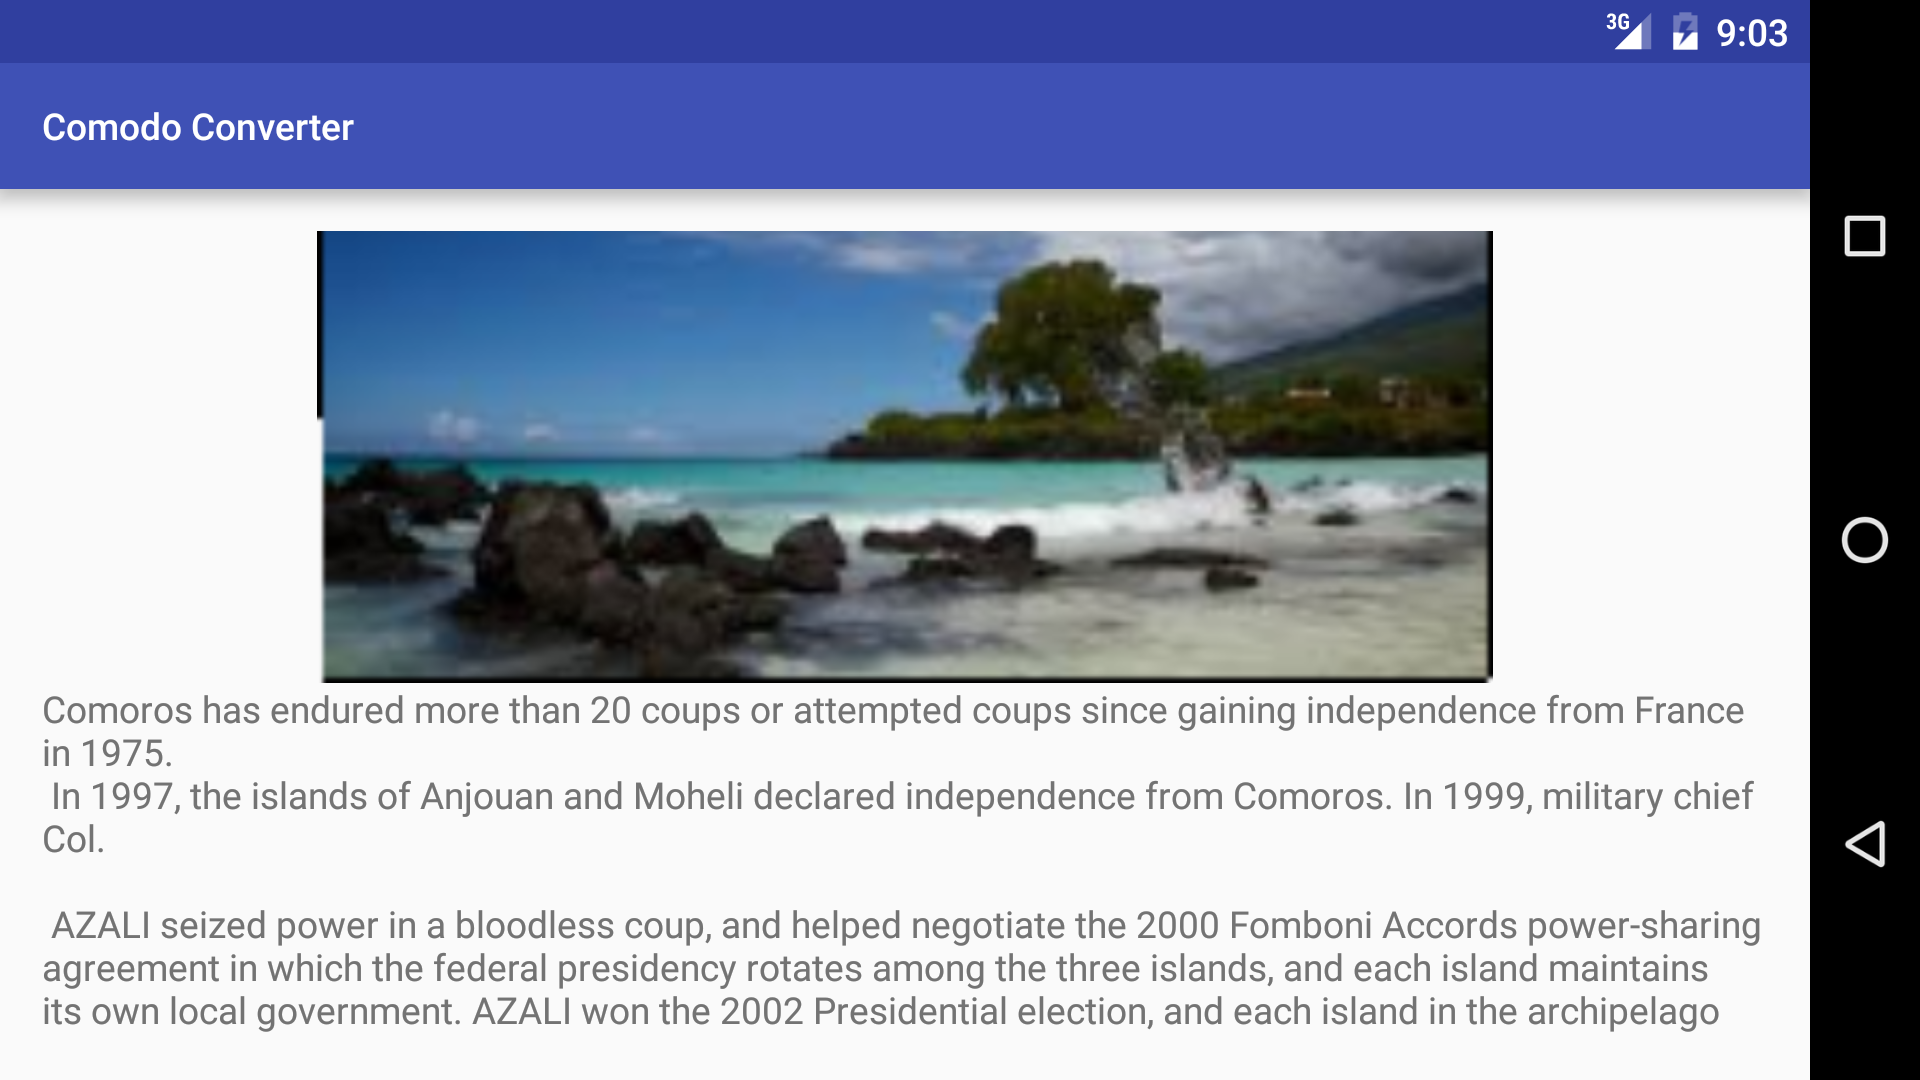 3G 9:03
Comodo Converter
Comoros has endured more than 20 coups or attempted coups since gaining independence from France
in 1975.
In 1997, the islands of Anjouan and Moheli declared independence from Comoros. In 1999, military chief
Col.
AZALI seized power in a bloodless coup, and helped negotiate the 2000 Fomboni Accords power-sharing
agreement in which the federal presidency rotates among the three islands, and each island maintains
its own local government. AZALI won the 2002 Presidential election, and each island in the archipelago